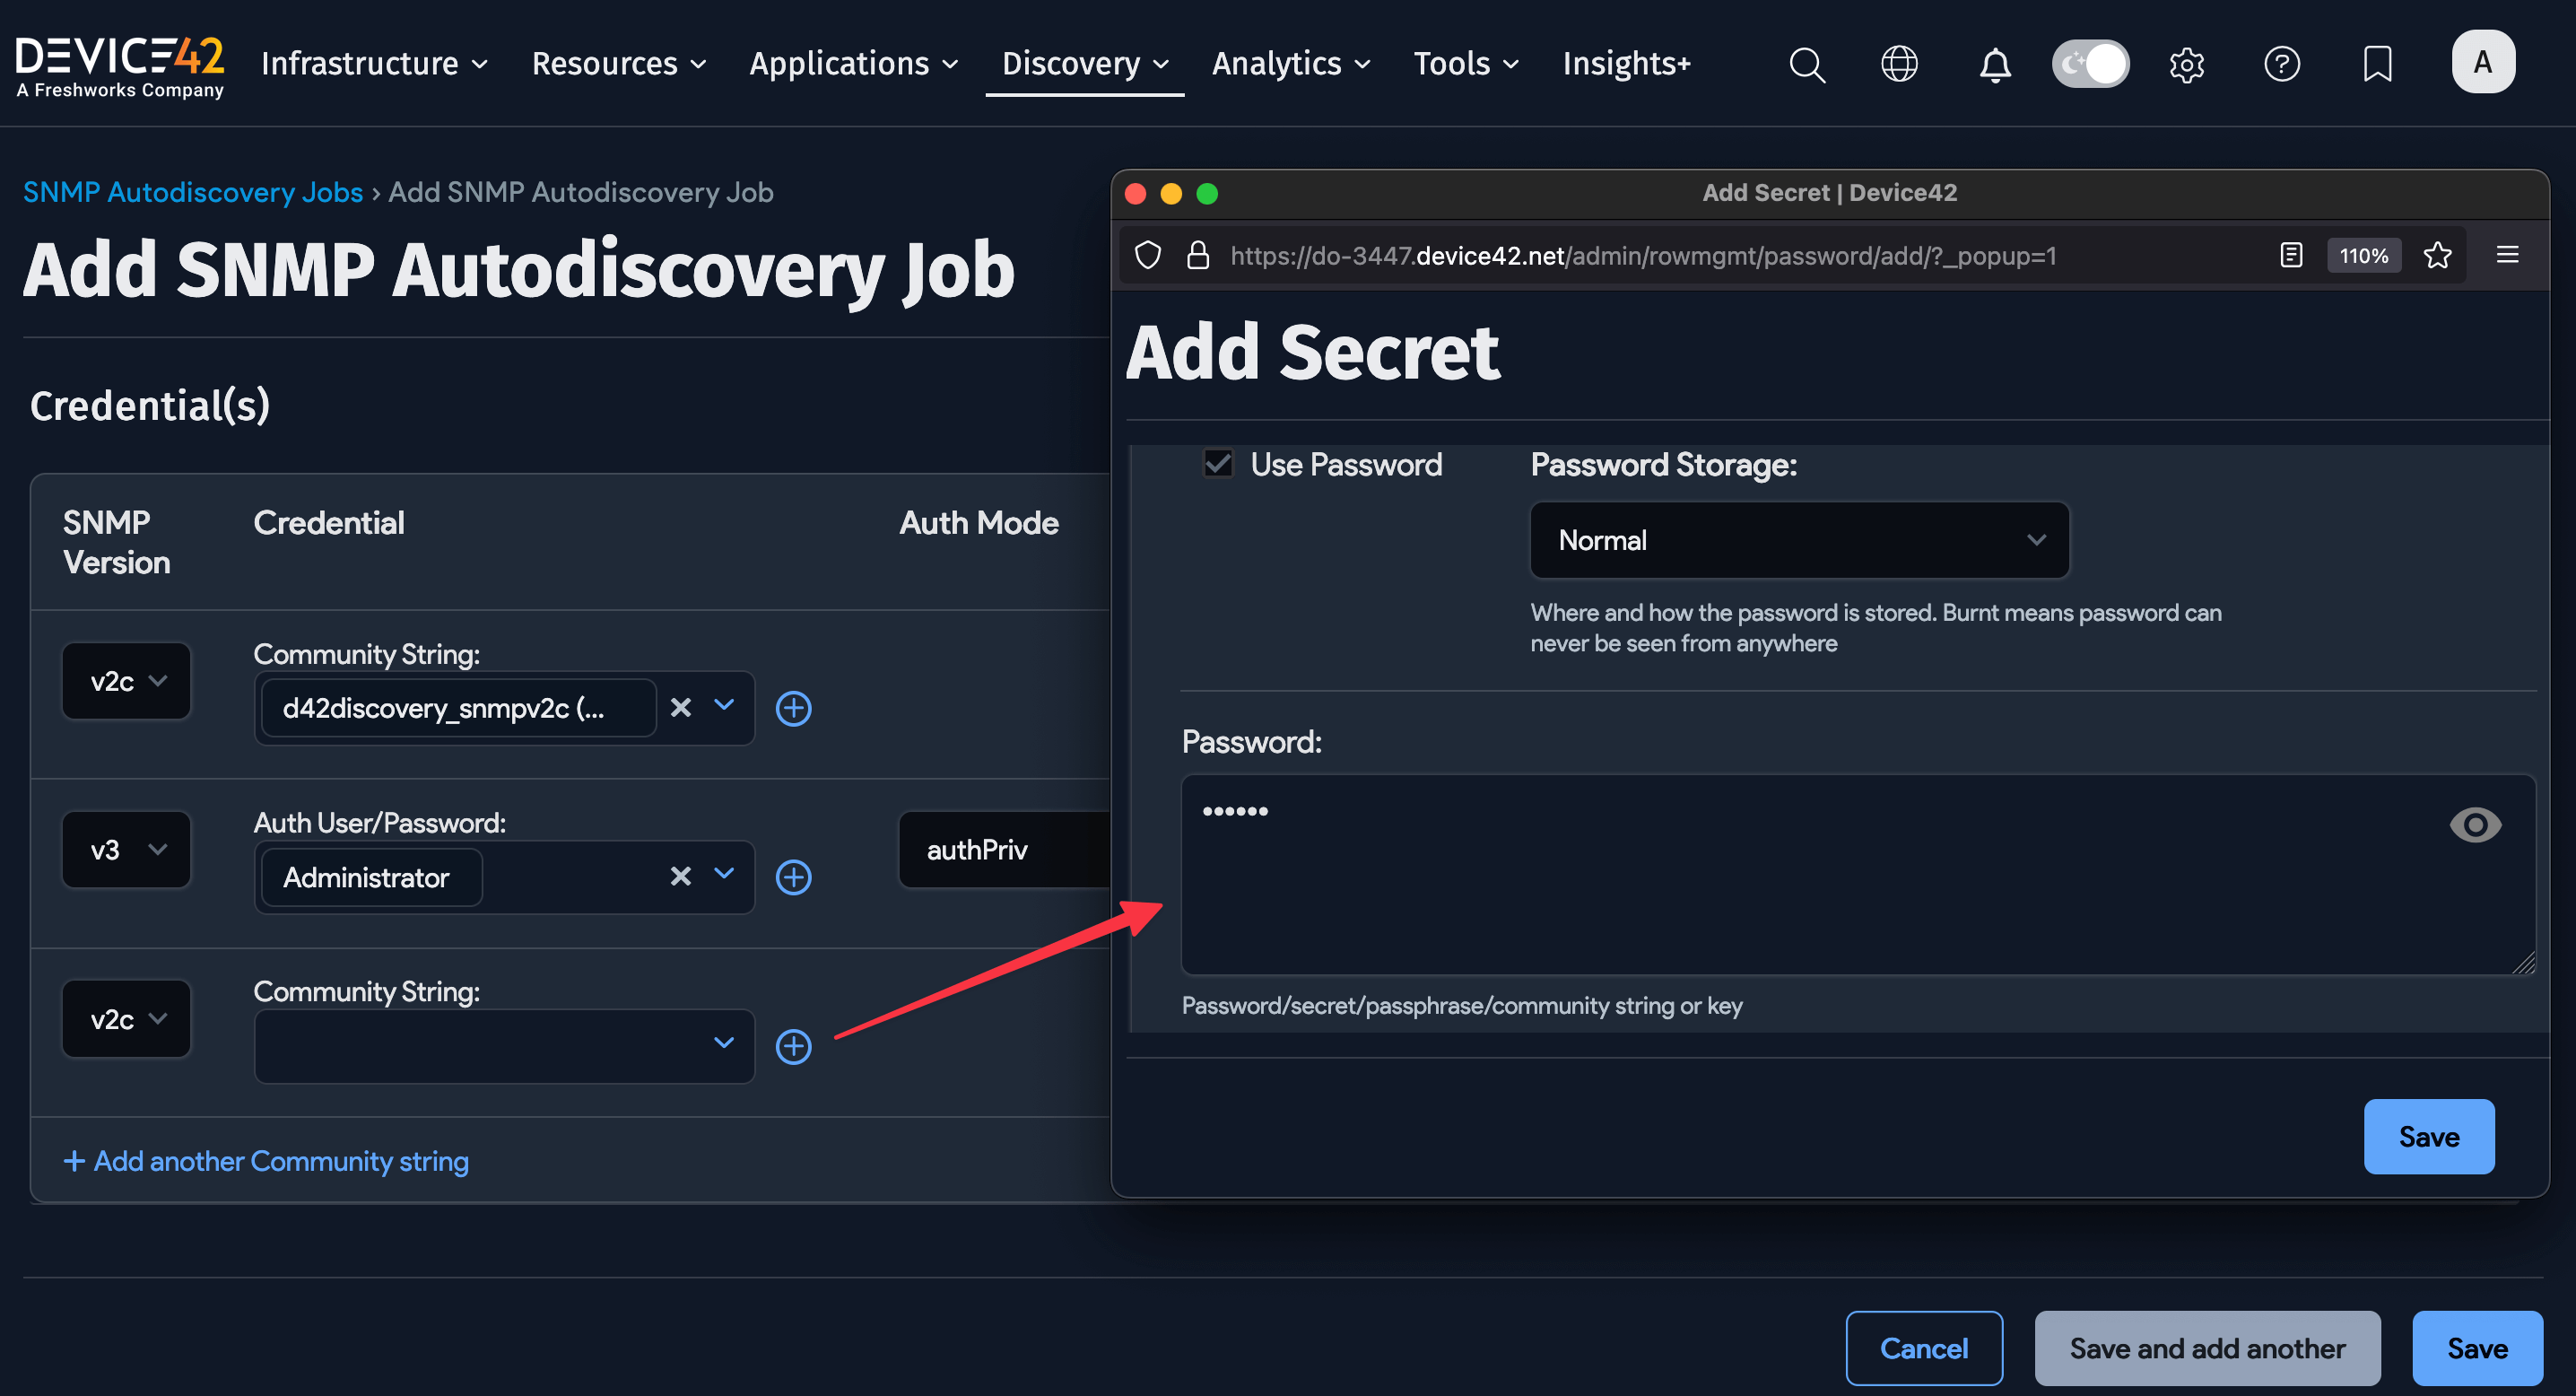 DEVICE42
A Freshworks Company
Infrastructure
Resources
Applications
Discovery
Analytics
Tools
Insights+
A
SNMP Autodiscovery Jobs › Add SNMP Autodiscovery Job
Add SNMP Autodiscovery Job
Credential(s)
SNMP
Version
Credential
Auth Mode
v2c
Community String:
d42discovery_snmpv2c (...
v3
Auth User/Password:
Administrator
authPriv
v2c
Community String:
+ Add another Community string
Add Secret | Device42
https://do-3447.device42.net/admin/rowmgmt/password/add/?_popup=1
110%
Add Secret
Use Password
Password Storage:
Normal
Where and how the password is stored. Burnt means password can
never be seen from anywhere
Password:
••••••
Password/secret/passphrase/community string or key
Save
Cancel
Save and add another
Save